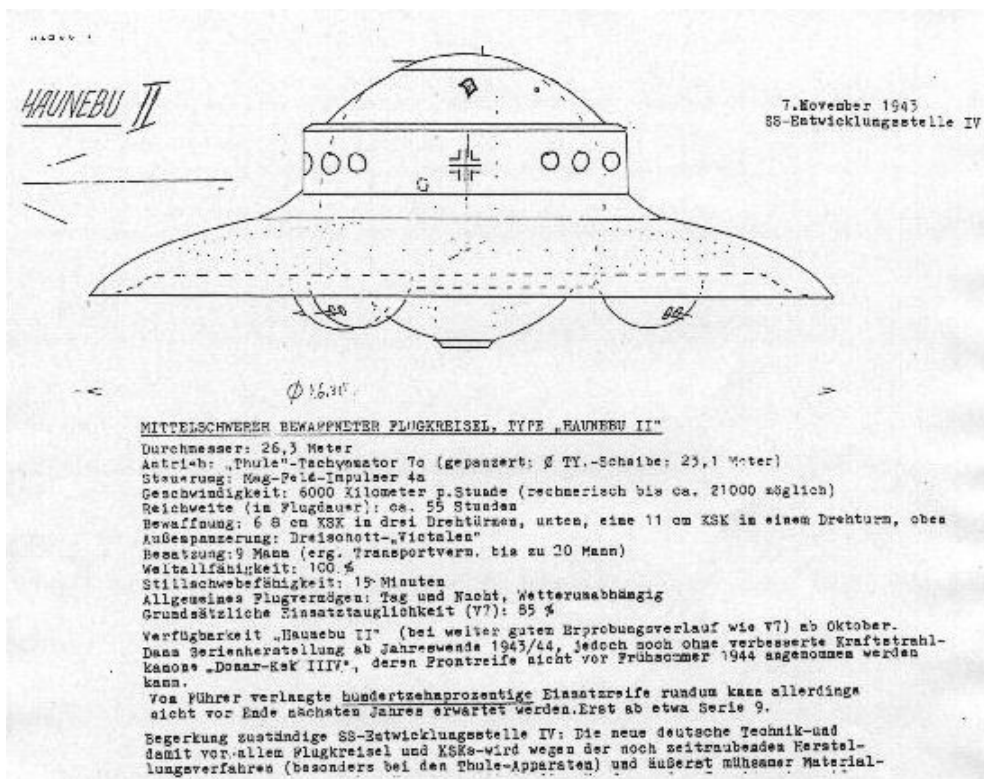 HAUNEBU II
7.November 1943
SS-Entwicklungsstelle IV
MITTELSCHWERER BEWAFFNETER FLUGKREISEL, TYPE „HAUNEBU II"
Durchmesser: 26,3 Meter
Antrieb: „Thule"-Tachyonator 7c (gepanzert: Ø TY.-Scheibe: 23,1 Meter)
Steuerung: Mag-Feld-Impulser 4a
Geschwindigkeit: 6000 Kilometer p.Stunde (rechnerisch bis ca. 21000 möglich)
Reichweite (in Flugdauer): ca. 55 Stunden
Bewaffnung: 6 8 cm KSK in drei Drehtürmen, unten, eine 11 cm KSK in einem Drehturm, oben
Außenpanzerung: Dreischott-„Victalen"
Besatzung: 9 Mann (erg. Transportverm. bis zu 20 Mann)
Weltallfähigkeit: 100 %
Stillschwebefähigkeit: 15 Minuten
Allgemeines Flugvermögen: Tag und Nacht, Wetterunabhängig
Grundsätzliche Einsatztauglichkeit (V7): 85 %
Verfügbarkeit „Haunebu II" (bei weiter gutem Erprobungsverlauf wie V7) ab Oktober.
Dann Serienherstellung ab Jahreswende 1943/44, jedoch noch ohne verbesserte Kraftstrahl-
kanone „Donar-Ksk IIIV", deren Frontreife nicht vor Frühsommer 1944 angenommen werden
kann.
Vom Führer verlangte hundertzehnprozentige Einsatzreife rundum kann allerdings
nicht vor Ende nächsten Jahres erwartet werden.Erst ab etwa Serie 9.
Begerkung zuständige SS-Entwicklungsstelle IV: Die neue deutsche Technik-und
damit vor allem Flugkreisel und KSKs-wird wegen der noch zeitraubenden Herstel-
lungsverfahren (besonders bei den Thule-Apparaten) und äußerst mühsamer Material-